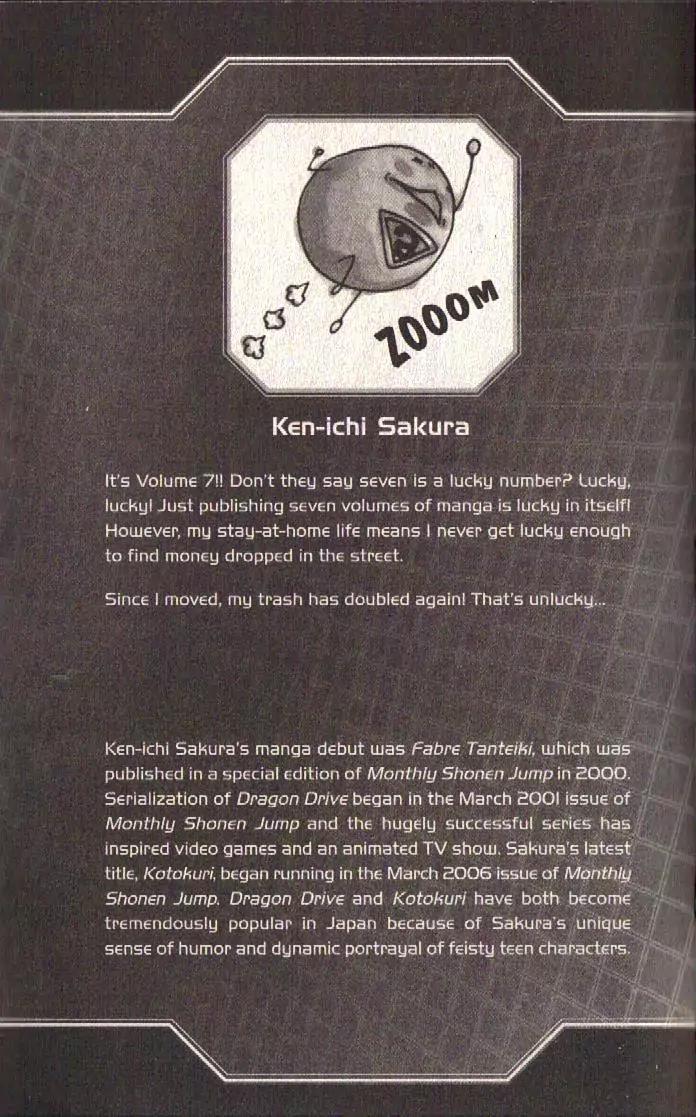 ZOOOM
Ken-ichi Sakura
It's Volume 7!! Don't they say seven is a lucky number? Lucky,
lucky! Just publishing seven volumes of manga is lucky in itself!
However, my stay-at-home life means I never get lucky enough
to find money dropped in the street.
Since I moved, my trash has doubled again! That's unlucky...
Ken-ichi Sakura's manga debut was Fabre Tanteiki, which was
published in a special edition of Monthly Shonen Jump in 2000.
Serialization of Dragon Drive began in the March 2001 issue of
Monthly Shonen Jump and the hugely successful series has
inspired video games and an animated TV show. Sakura's latest
title, Kotokuri, began running in the March 2006 issue of Monthly
Shonen Jump. Dragon Drive and Kotokuri have both become
tremendously popular in Japan because of Sakura's unique
sense of humor and dynamic portrayal of feisty teen characters.